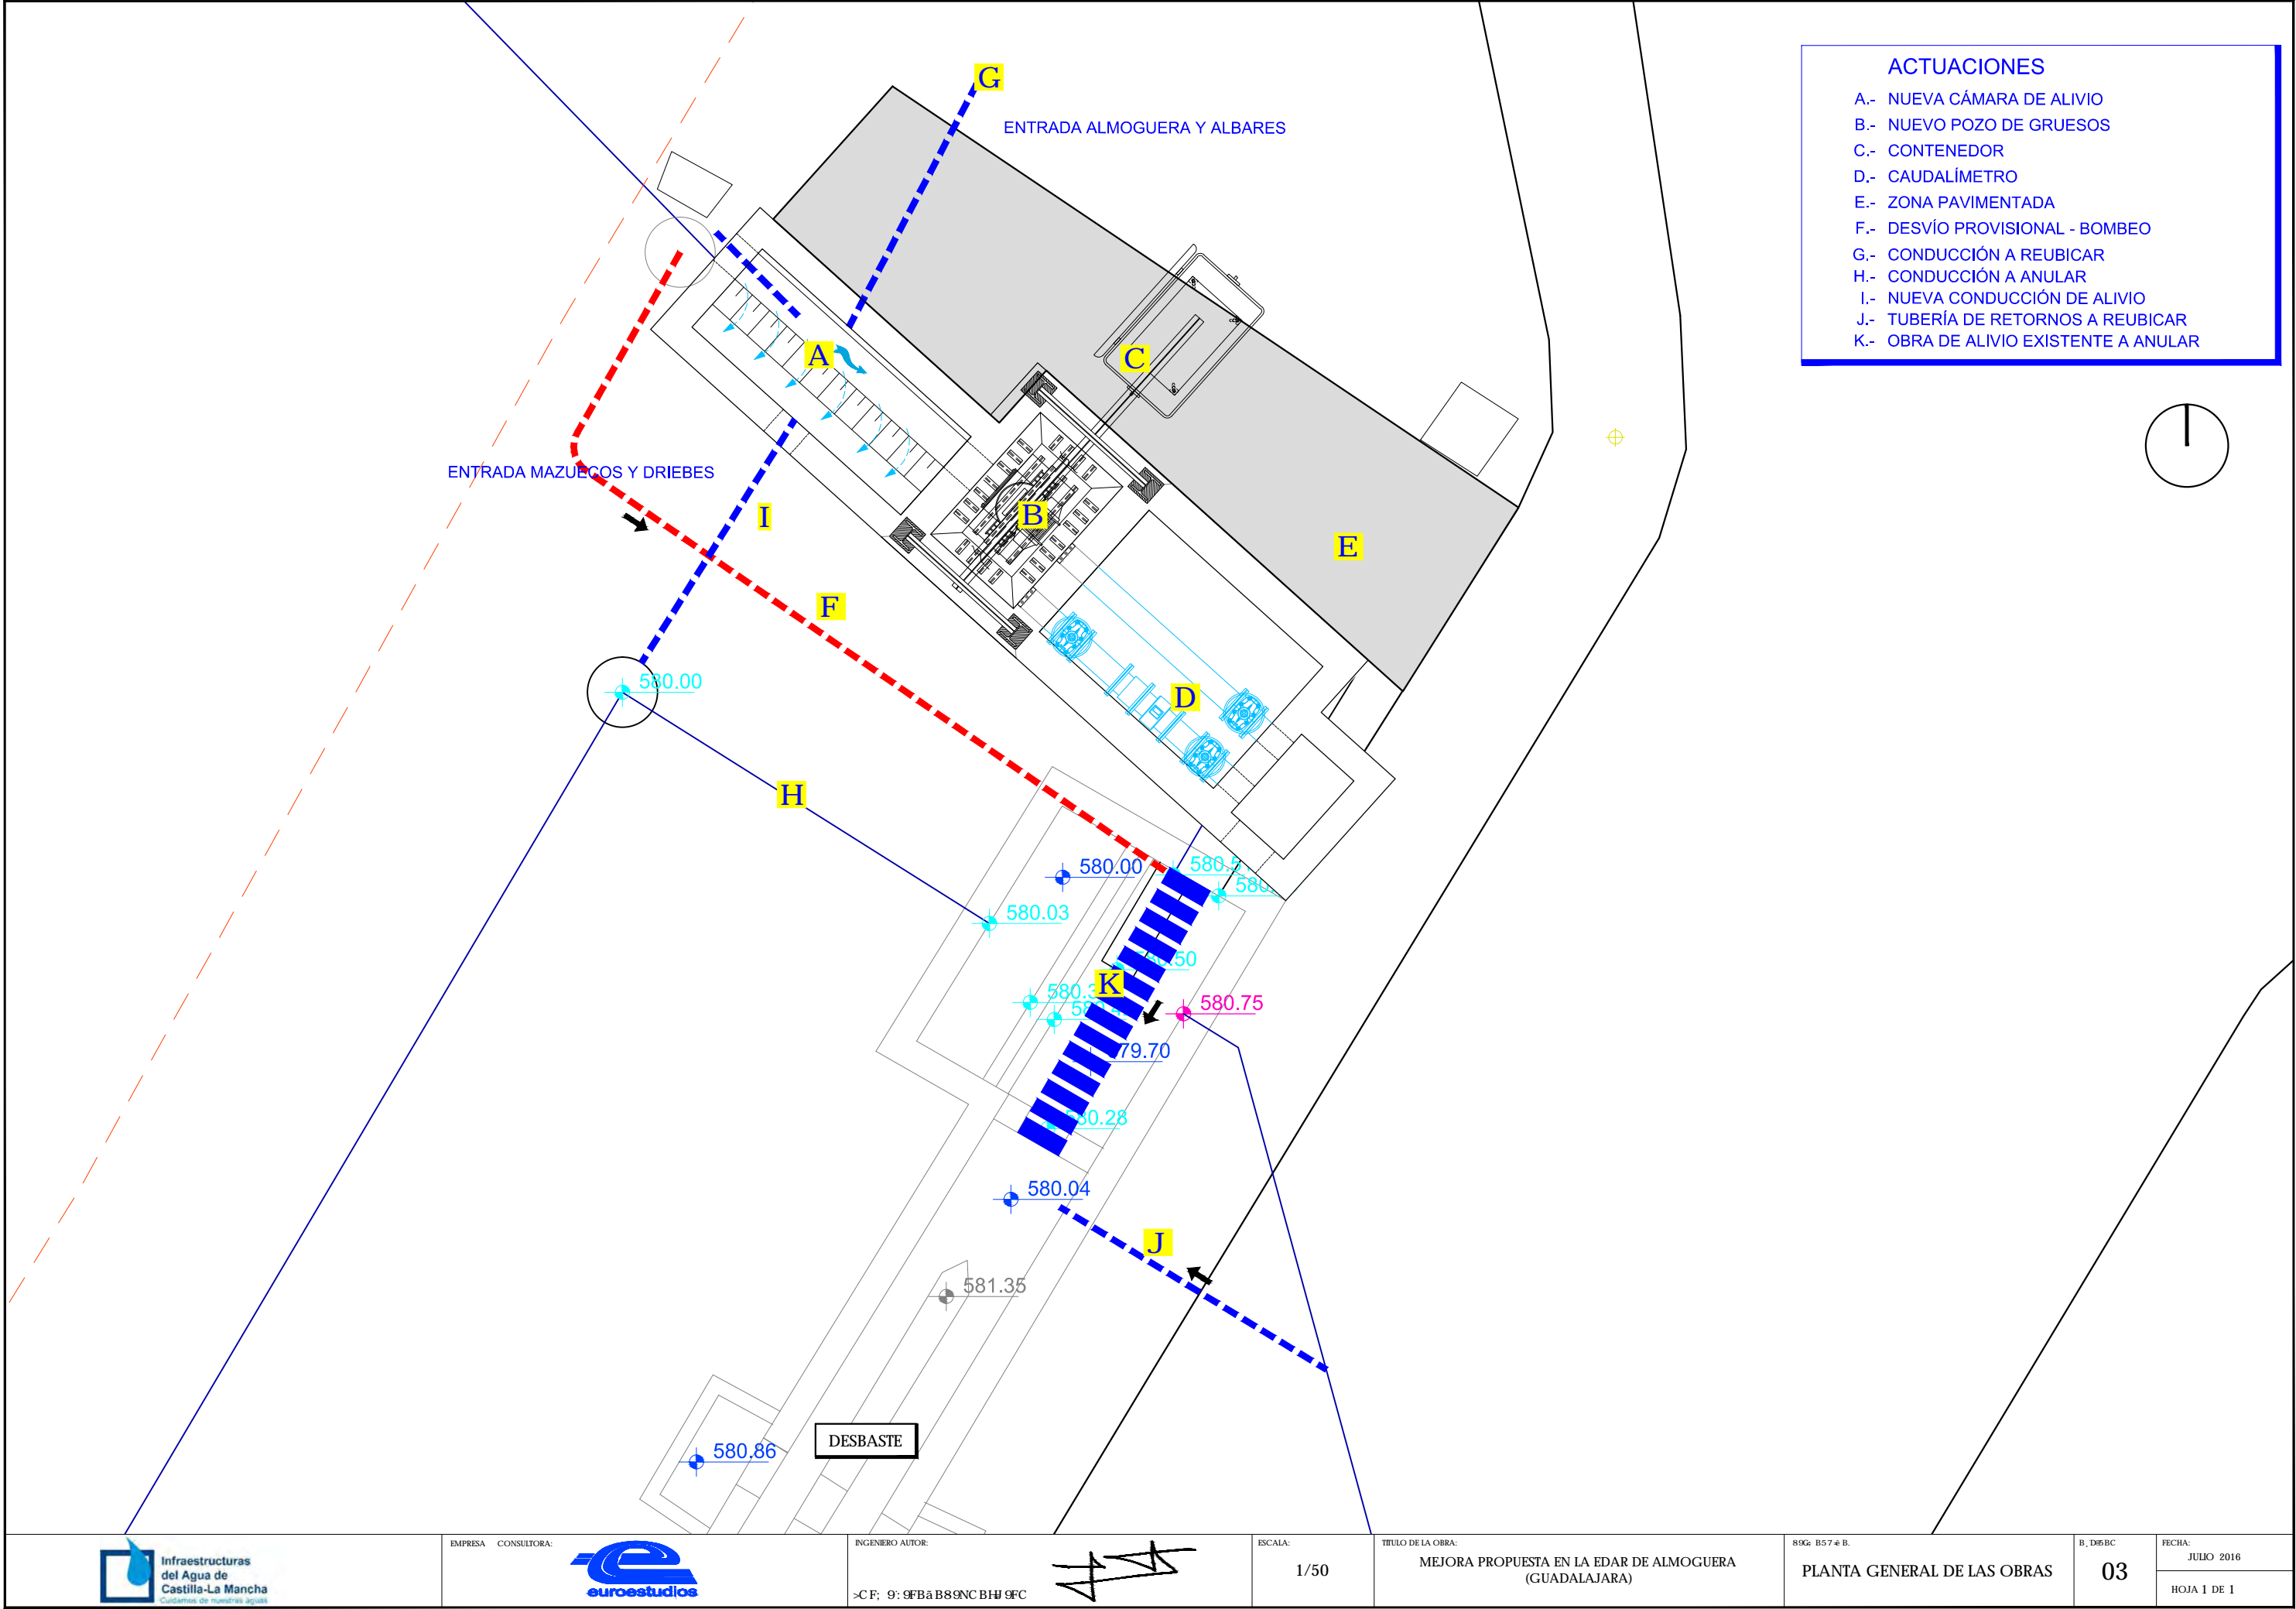 G
ENTRADA ALMOGUERA Y ALBARES
ACTUACIONES
A.- NUEVA CÁMARA DE ALIVIO
B.- NUEVO POZO DE GRUESOS
C.- CONTENEDOR
D.- CAUDALÍMETRO
E.- ZONA PAVIMENTADA
F.- DESVÍO PROVISIONAL - BOMBEO
G.- CONDUCCIÓN A REUBICAR
H.- CONDUCCIÓN A ANULAR
I.- NUEVA CONDUCCIÓN DE ALIVIO
J.- TUBERÍA DE RETORNOS A REUBICAR
K.- OBRA DE ALIVIO EXISTENTE A ANULAR
A
C
ENTRADA MAZUECOS Y DRIEBES
I
B
E
F
580.00
D
H
580.00
580.03
K
580.75
580.04
J
581.35
DESBASTE
580.86
Infraestructuras
del Agua de
Castilla-La Mancha
Cuidamos de nuestras aguas
EMPRESA CONSULTORA:
euroestudios
INGENIERO AUTOR:
ESCALA:
1/50
TITULO DE LA OBRA:
MEJORA PROPUESTA EN LA EDAR DE ALMOGUERA
(GUADALAJARA)
PLANTA GENERAL DE LAS OBRAS
03
FECHA:
JULIO 2016
HOJA 1 DE 1